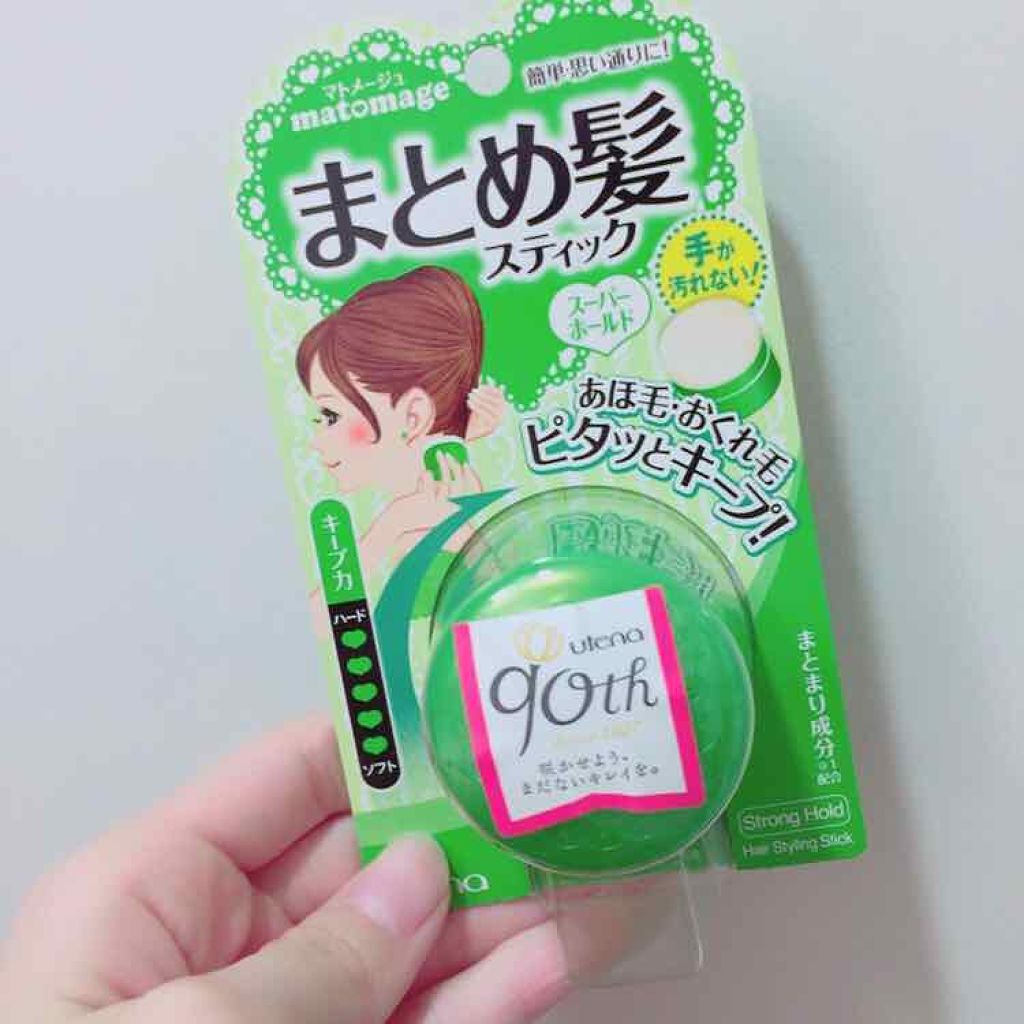 マトメージュ
matomage
簡単・思い通りに!
まとめ髪
スティック
手が
汚れない!
スーパー
ホールド
あほ毛・おくれ毛
ピタッとキープ!
キープ力
ハード
ソフト
utena
90th
咲かせよう。
まだないキレイを。
まとまり成分※1
配合
Strong Hold
Hair Styling Stick
na